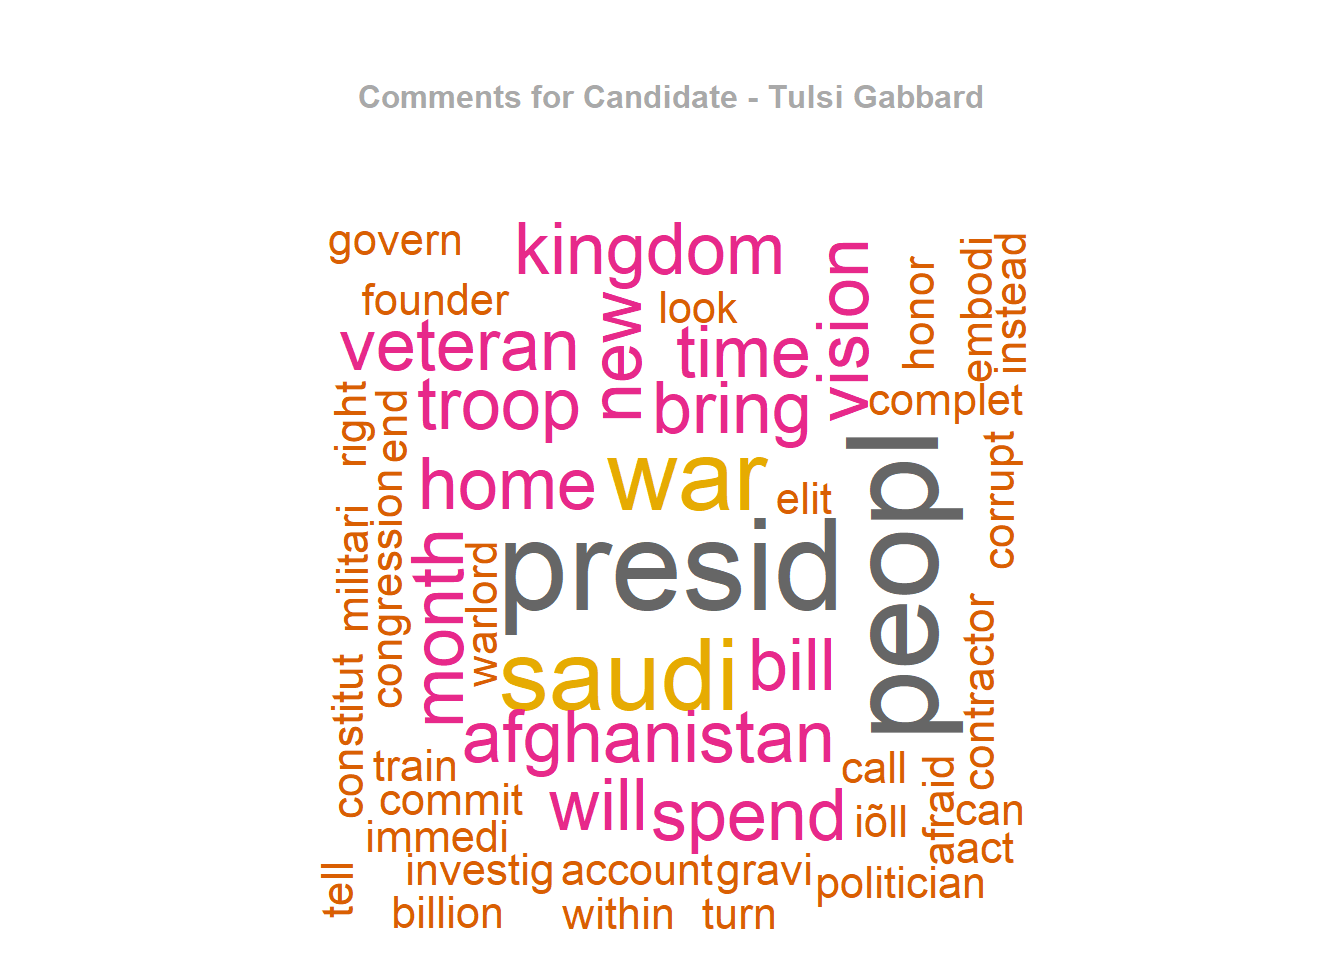 Comments for Candidate - Tulsi Gabbard
govern
kingdom
founder
new
look
vision
honor
embodi
instead
veteran
time
troop
bring
complet
right
end
home
war
elit
peopl
corrupt
militari
congression
month
warlord
presid
saudi
bill
contractor
constitut
afghanistan
train
call
afraid
commit
will
spend
iõll
can
immedi
act
tell
investig
account
gravi
politician
billion
within
turn